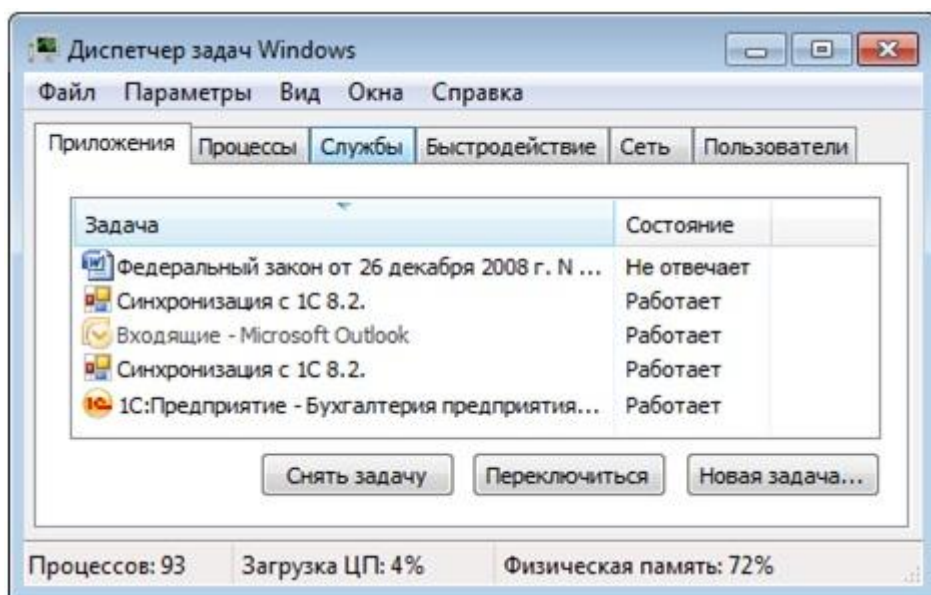 Диспетчер задач Windows
Файл Параметры Вид Окна Справка
Приложения Процессы Службы Быстродействие Сеть Пользователи
Задача Состояние
Федеральный закон от 26 декабря 2008 г. N ... Не отвечает
Синхронизация с 1С 8.2. Работает
Входящие - Microsoft Outlook Работает
Синхронизация с 1С 8.2. Работает
1С:Предприятие - Бухгалтерия предприятия... Работает
Снять задачу Переключиться Новая задача...
Процессов: 93 Загрузка ЦП: 4% Физическая память: 72%